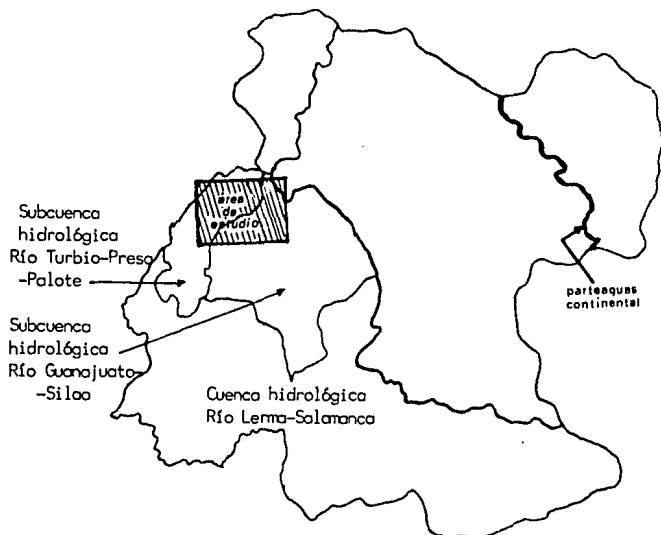 area
de
estudio
Subcuenca
hidrológica
Río Turbio-Presa
-Palote
Subcuenca
hidrológica
Río Guanajuato-
-Silao
Cuenca hidrológica
Río Lerma-Salamanca
parteaguas
continental